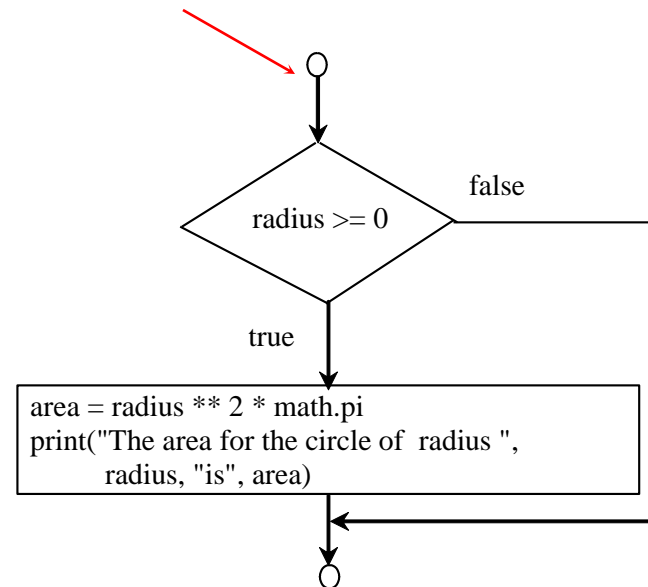 radius >= 0
false
true
area = radius ** 2 * math.pi
print("The area for the circle of  radius ",
radius, "is", area)